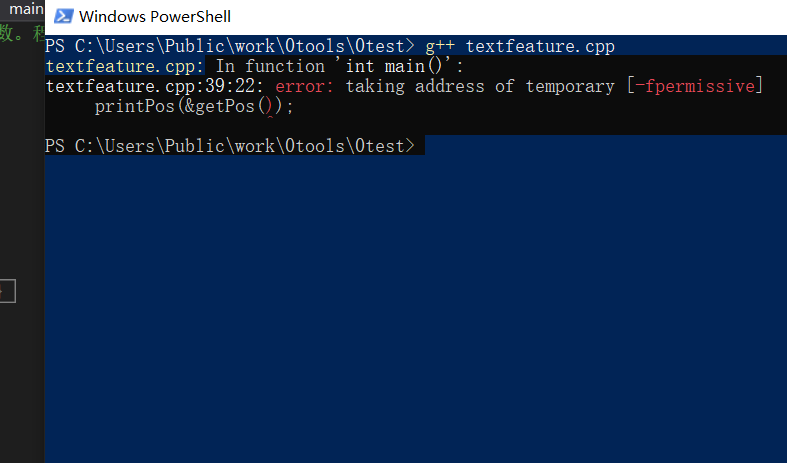 main
Windows PowerShell
数。
PS C:\Users\Public\work\0tools\0test> g++ textfeature.cpp
textfeature.cpp: In function 'int main()':
textfeature.cpp:39:22: error: taking address of temporary [-fpermissive]
printPos(&getPos());
^
PS C:\Users\Public\work\0tools\0test>